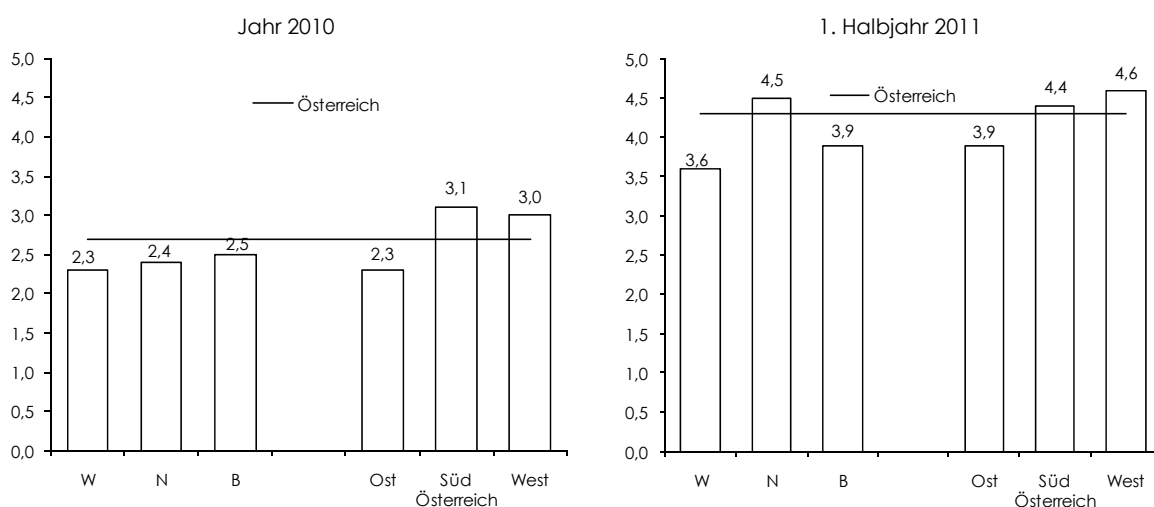 Jahr 2010
5,0
4,5
4,0
3,5
3,0
2,5
2,0
1,5
1,0
0,5
0,0
Österreich
2,3
2,4
2,5
2,3
3,1
3,0
W
N
B
Ost
Süd
West
Österreich
1. Halbjahr 2011
5,0
4,5
4,0
3,5
3,0
2,5
2,0
1,5
1,0
0,5
0,0
Österreich
3,6
4,5
3,9
3,9
4,4
4,6
W
N
B
Ost
Süd
West
Österreich